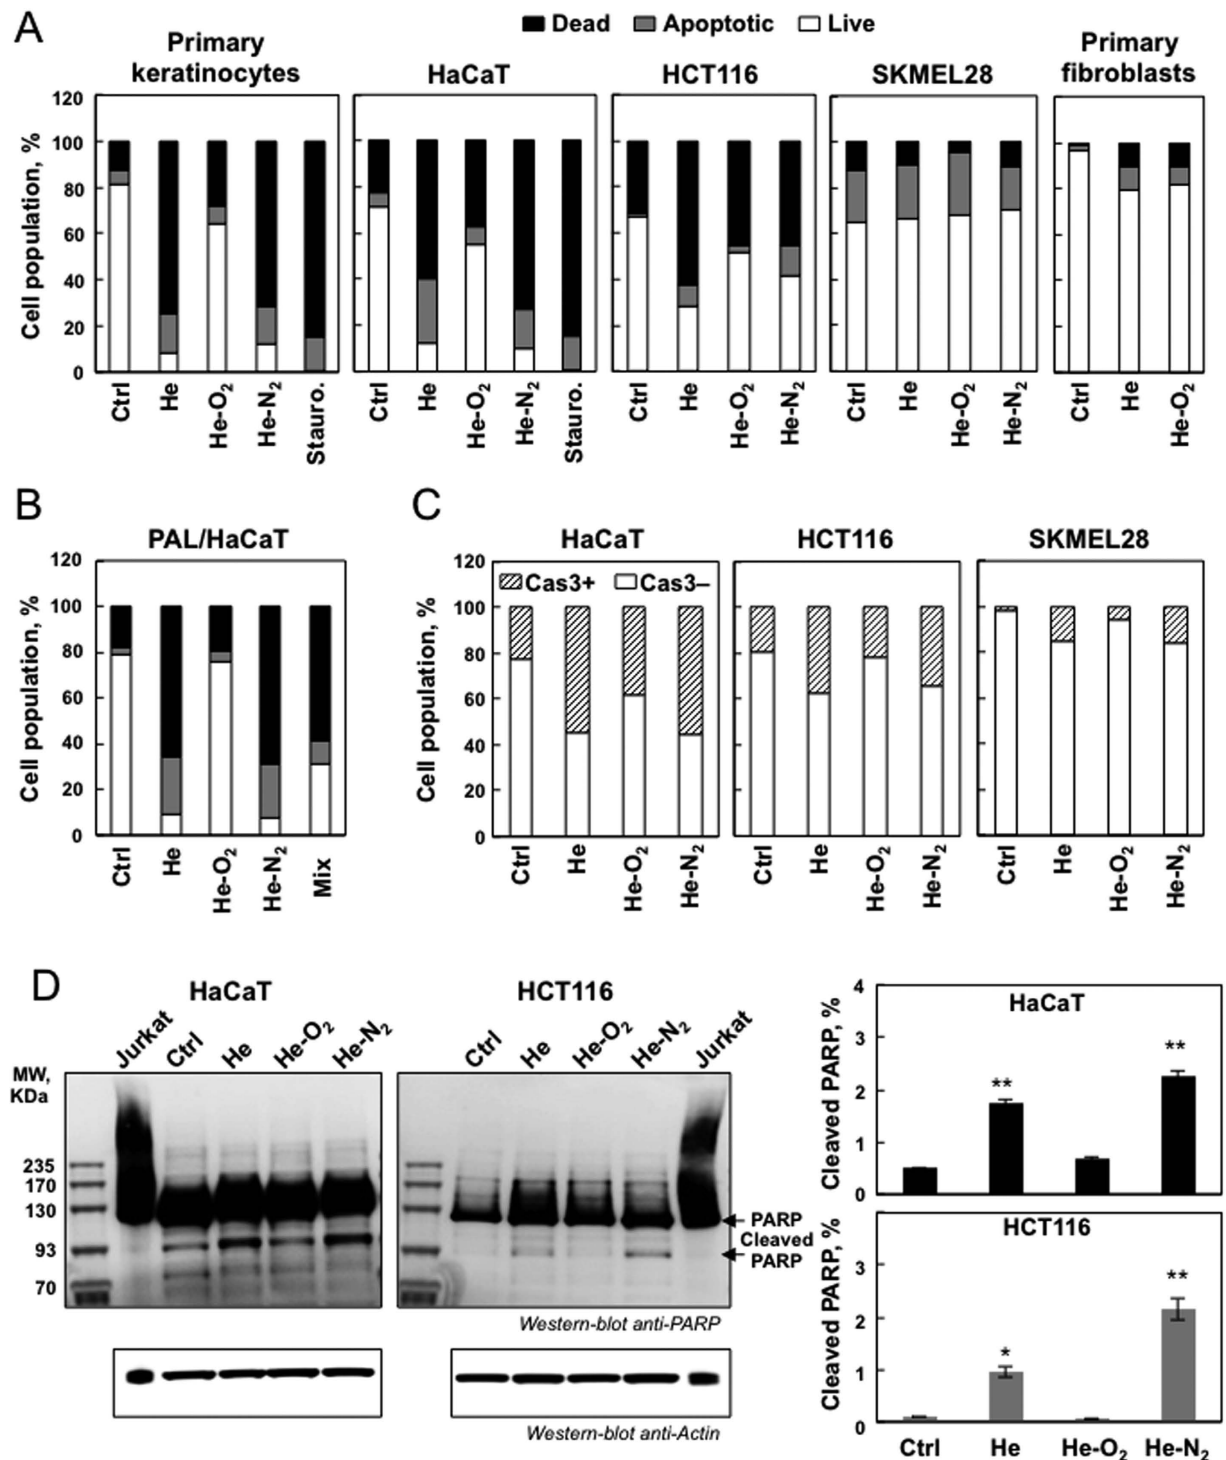 A
Dead Apoptotic Live
Primary
keratinocytes
HaCaT
HCT116
SKMEL28
Primary
fibroblasts
Cell population, %
120
100
80
60
40
20
0
Ctrl
He
He-O2
He-N2
Stauro.
Ctrl
He
He-O2
He-N2
Stauro.
Ctrl
He
He-O2
He-N2
Ctrl
He
He-O2
He-N2
Ctrl
He
He-O2
B
PAL/HaCaT
Cell population, %
120
100
80
60
40
20
0
Ctrl
He
He-O2
He-N2
Mix
C
HaCaT
HCT116
SKMEL28
Cas3+ Cas3–
Cell population, %
120
100
80
60
40
20
0
Ctrl
He
He-O2
He-N2
Ctrl
He
He-O2
He-N2
Ctrl
He
He-O2
He-N2
D
HaCaT
Jurkat
Ctrl
He
He-O2
He-N2
HCT116
Ctrl
He
He-O2
He-N2
Jurkat
MW,
KDa
235
170
130
93
70
PARP
Cleaved
PARP
Western-blot anti-PARP
Western-blot anti-Actin
HaCaT
Cleaved PARP, %
4
3
2
1
0
**
**
HCT116
Cleaved PARP, %
3
2
1
0
*
**
Ctrl He He-O2 He-N2